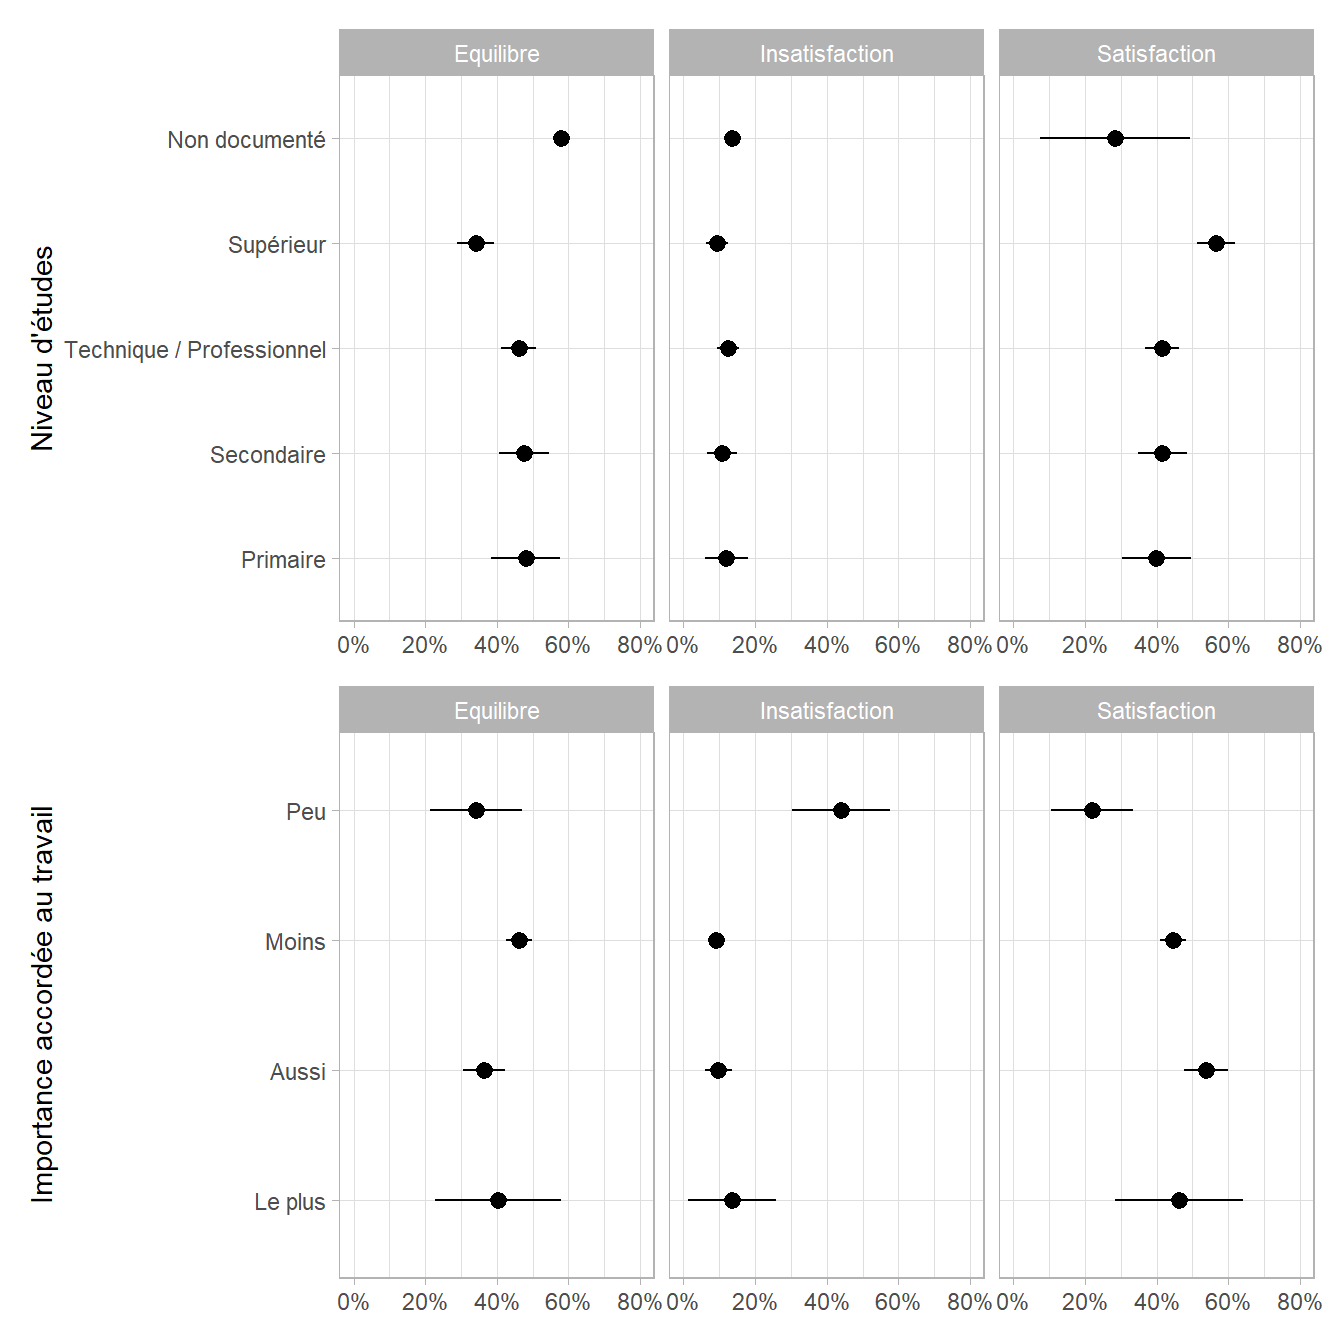 Equilibre Insatisfaction Satisfaction
Niveau d'études
Non documenté
Supérieur
Technique / Professionnel
Secondaire
Primaire
0% 20% 40% 60% 80% 0% 20% 40% 60% 80% 0% 20% 40% 60% 80%
Equilibre Insatisfaction Satisfaction
Importance accordée au travail
Peu
Moins
Aussi
Le plus
0% 20% 40% 60% 80% 0% 20% 40% 60% 80% 0% 20% 40% 60% 80%